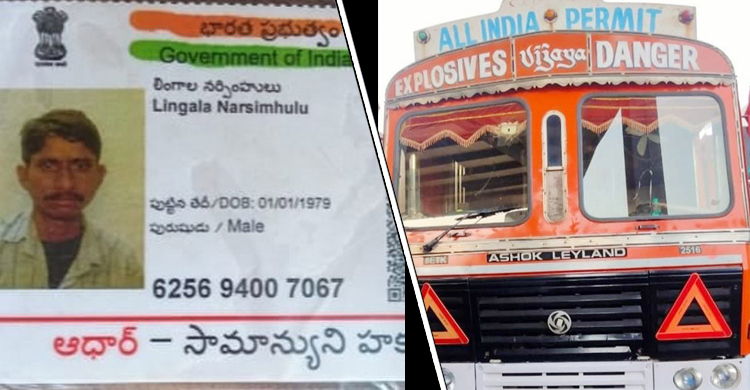 భారత ప్రభుత్వం
Government of India
లింగాల నర్సింహులు
Lingala Narsimhulu
పుట్టిన తేదీ/DOB: 01/01/1979
పురుషుడు / Male
6256 9400 7067
ఆధార్ – సామాన్యుని
ALL INDIA PERMIT
EXPLOSIVES Vijaya DANGER
ASHOK LEYLAND 2516